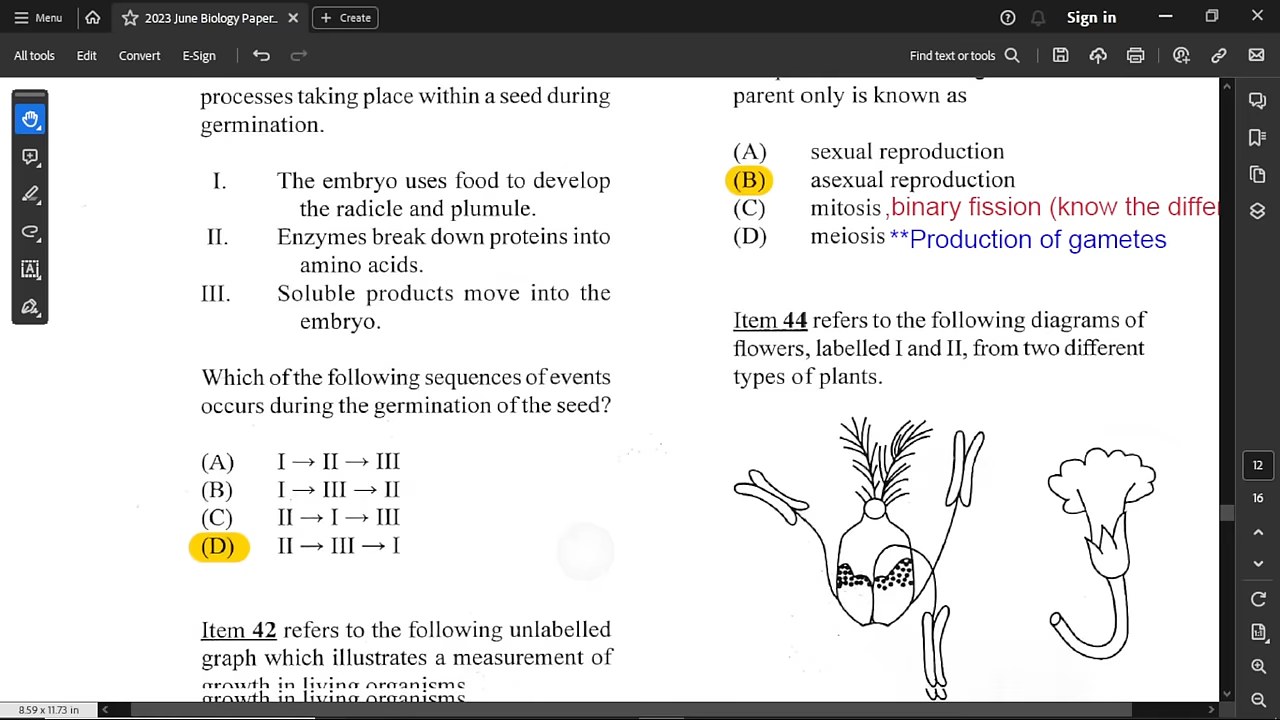 Menu
2023 June Biology Paper...
Create
Sign in
All tools
Edit
Convert
E-Sign
Find text or tools
processes taking place within a seed during
germination.
I. The embryo uses food to develop
the radicle and plumule.
II. Enzymes break down proteins into
amino acids.
III. Soluble products move into the
embryo.
Which of the following sequences of events
occurs during the germination of the seed?
(A) I → II → III
(B) I → III → II
(C) II → I → III
(D) II → III → I
Item 42 refers to the following unlabelled
graph which illustrates a measurement of
growth in living organisms
parent only is known as
(A) sexual reproduction
(B) asexual reproduction
(C) mitosis ,binary fission (know the differ
(D) meiosis **Production of gametes
Item 44 refers to the following diagrams of
flowers, labelled I and II, from two different
types of plants.
12
16
8.59 x 11.73 in